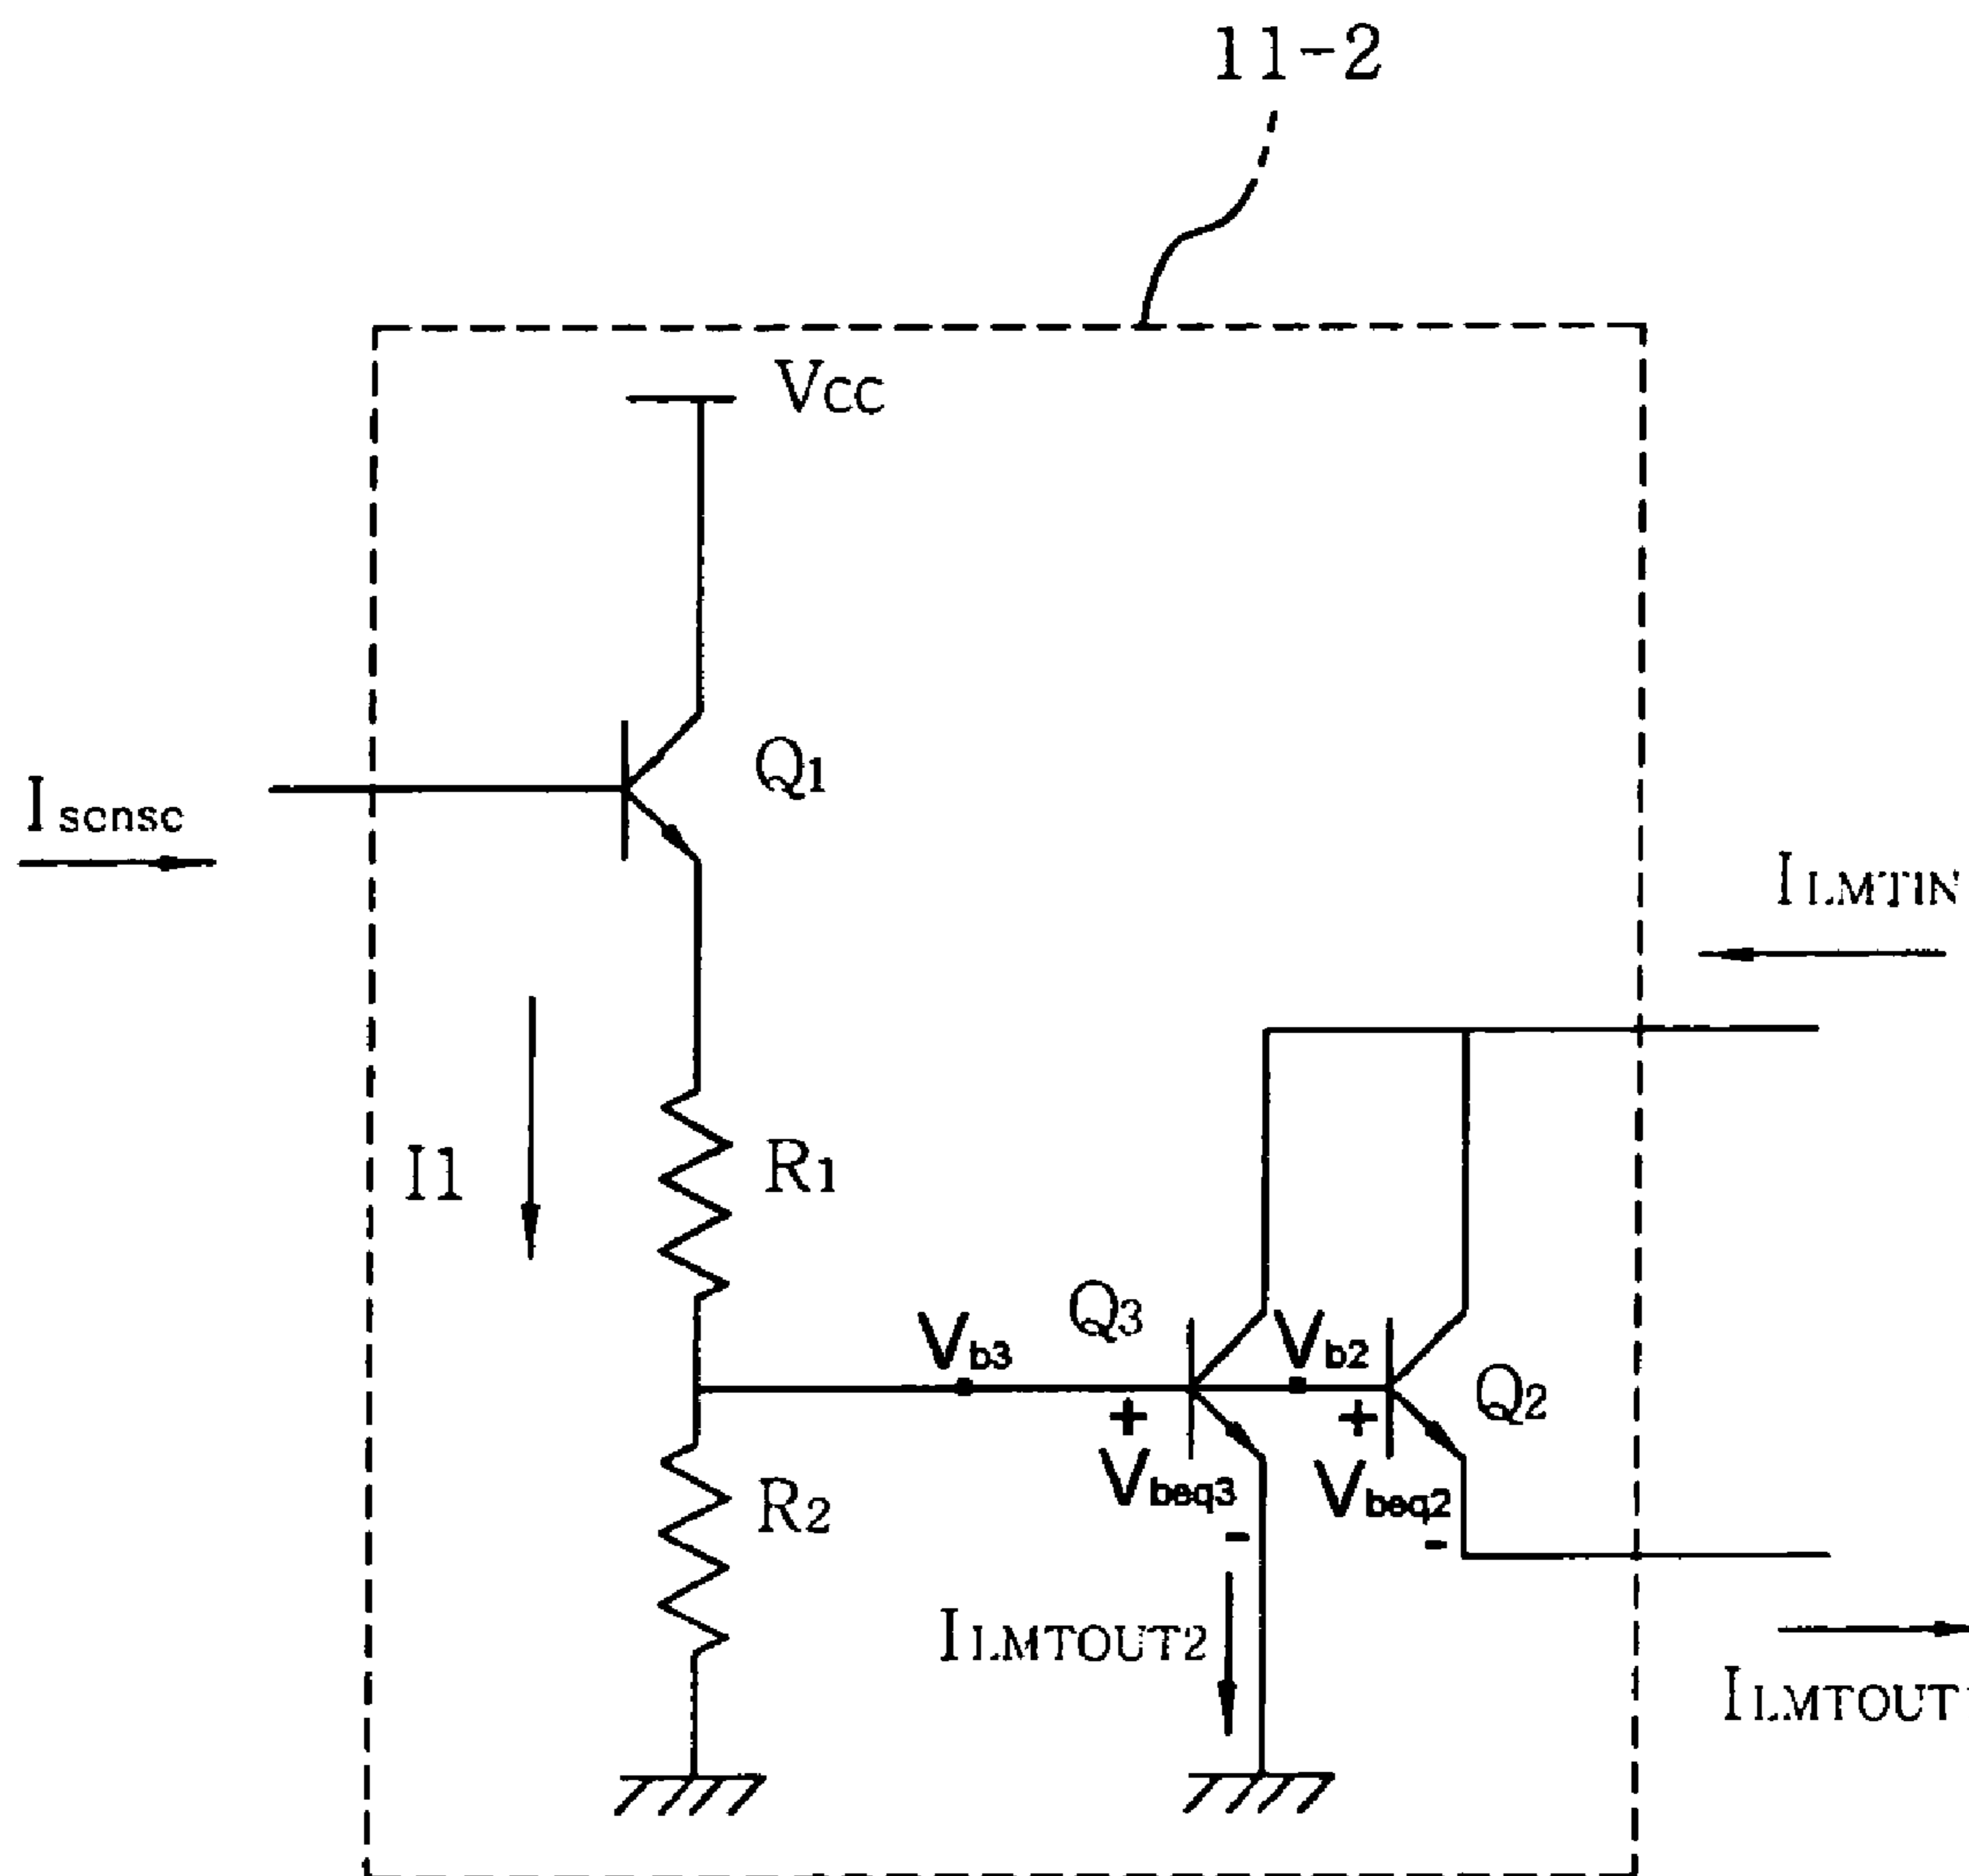 11-2
Vcc
Q1
Isense
ILMTIN
I1
R1
Q3
Vb3
Vb2
Q2
+
+
Vbeq3
Vbeq2
R2
-
-
ILMTOUT2
ILMTOUT